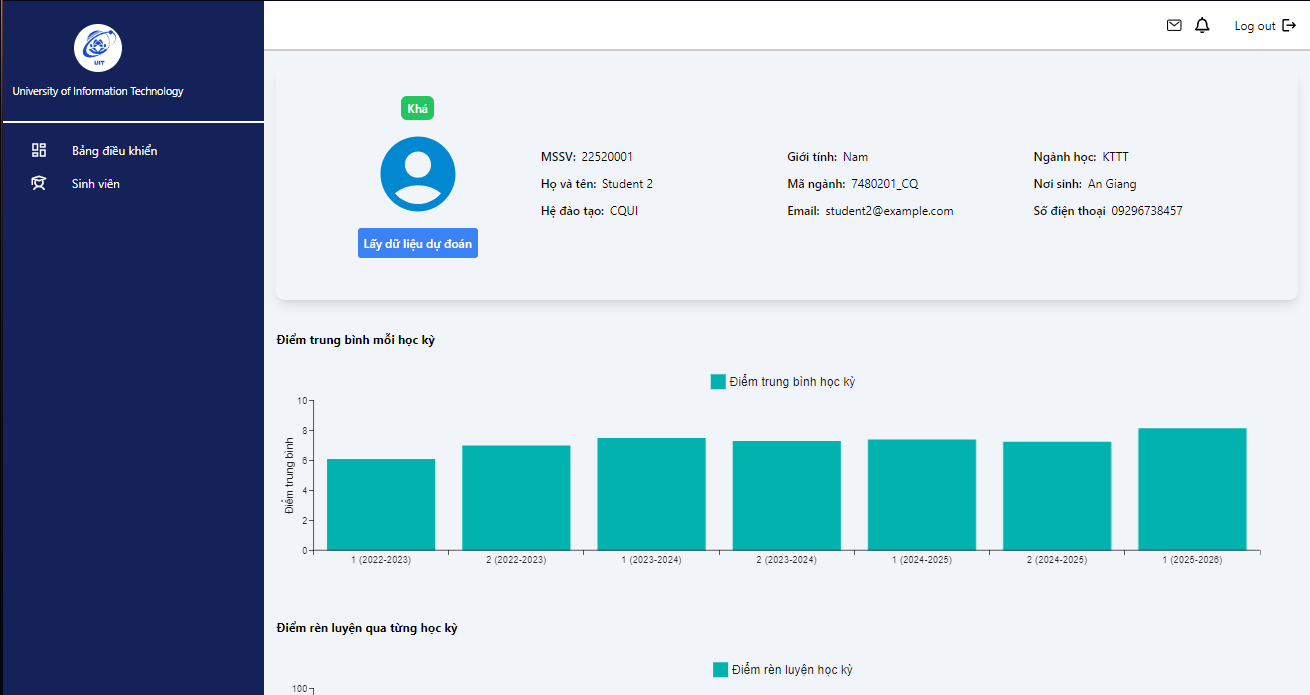 UIT
University of Information Technology
Bảng điều khiển
Sinh viên
Log out
Khá
Lấy dữ liệu dự đoán
MSSV: 22520001
Giới tính: Nam
Ngành học: KTTT
Họ và tên: Student 2
Mã ngành: 7480201_CQ
Nơi sinh: An Giang
Hệ đào tạo: CQUI
Email: student2@example.com
Số điện thoại 09296738457
Điểm trung bình mỗi học kỳ
Điểm trung bình học kỳ
Điểm trung bình
10
8
6
4
2
0
1 (2022-2023)
2 (2022-2023)
1 (2023-2024)
2 (2023-2024)
1 (2024-2025)
2 (2024-2025)
1 (2025-2026)
Điểm rèn luyện qua từng học kỳ
Điểm rèn luyện học kỳ
100